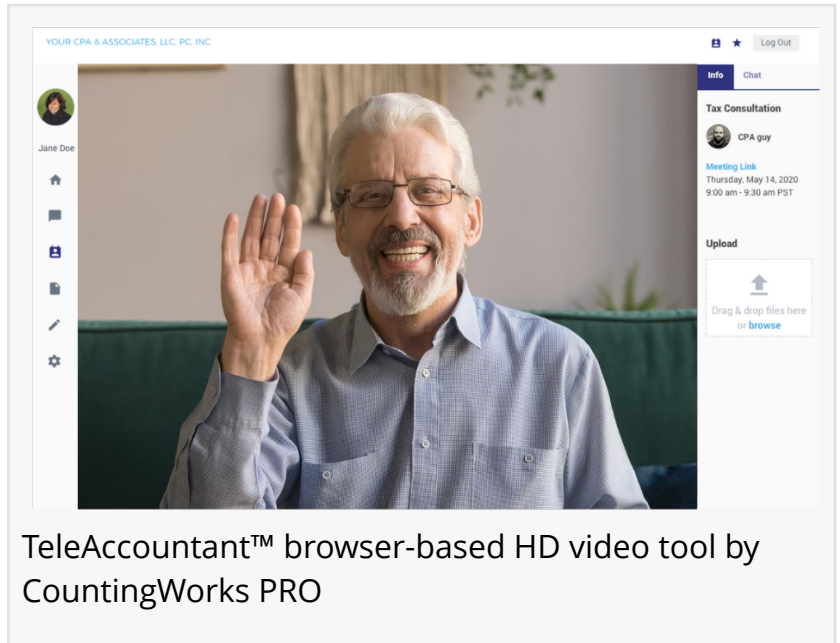 YOUR CPA & ASSOCIATES, LLC. PC, INC
Log Out
Info
Chat
Jane Doe
Tax Consultation
CPA guy
Meeting Link
Thursday, May 14, 2020
9:00 am - 9:30 am PST
Upload
Drag & drop files here
or browse
TeleAccountant™ browser-based HD video tool by
CountingWorks PRO